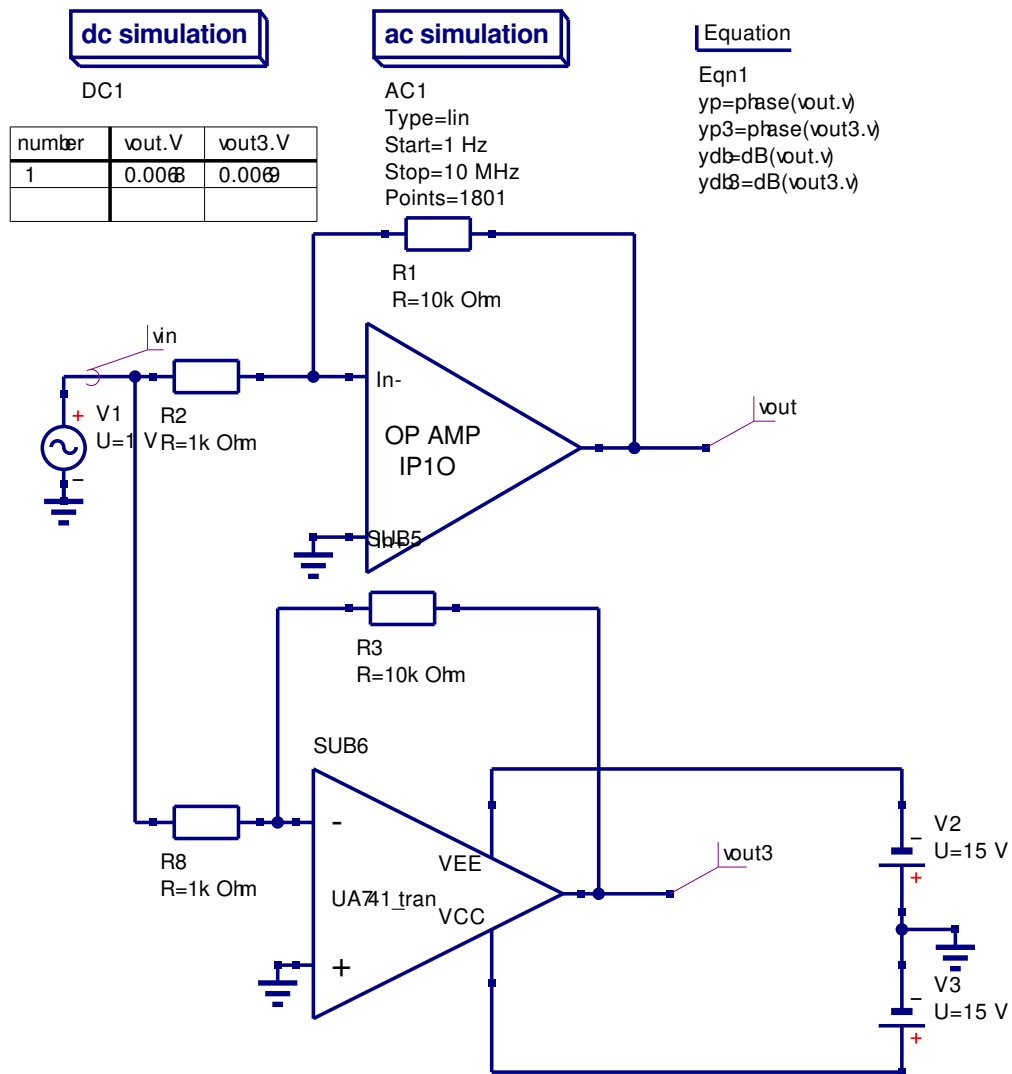 dc simulation
DC1
number vout.V vout3.V
1 0.0068 0.0069
ac simulation
AC1
Type=lin
Start=1 Hz
Stop=10 MHz
Points=1801
Equation
Eqn1
yp=phase(vout.v)
yp3=phase(vout3.v)
ydb=dB(vout.v)
ydb3=dB(vout3.v)
R1
R=10k Ohm
vin
+
V1
U=1 V
−
R2
R=1k Ohm
In-
OP AMP
IP1O
In+
SUB5
vout
R3
R=10k Ohm
SUB6
-
VEE
UA741_tran
VCC
+
R8
R=1k Ohm
vout3
−
V2
U=15 V
+
−
V3
U=15 V
+